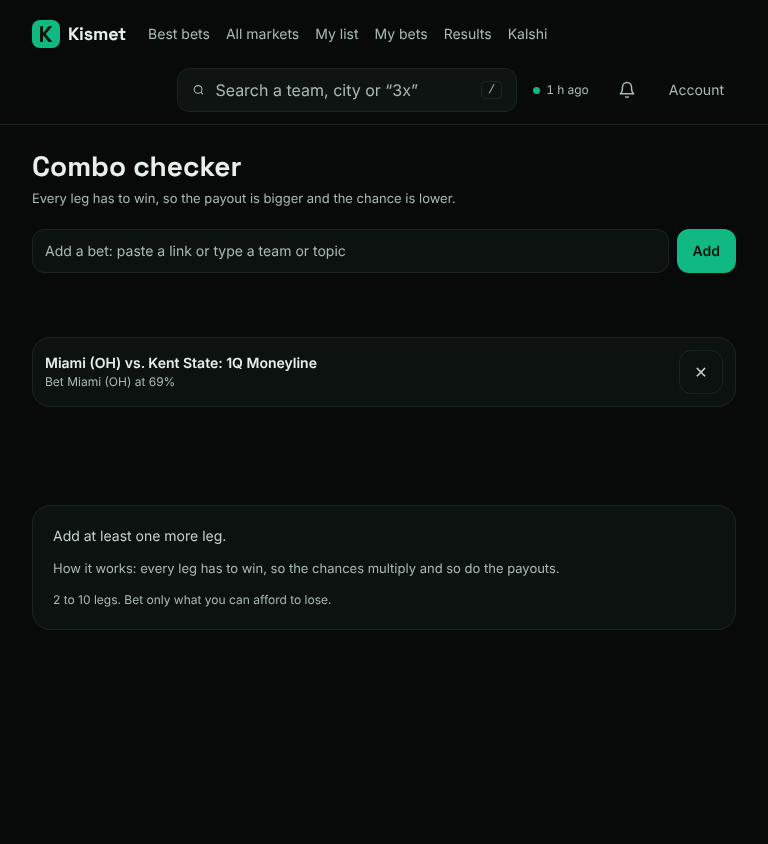 K Kismet Best bets All markets My list My bets Results Kalshi
Search a team, city or “3x” / 1 h ago Account
Combo checker
Every leg has to win, so the payout is bigger and the chance is lower.
Add a bet: paste a link or type a team or topic Add
Miami (OH) vs. Kent State: 1Q Moneyline
Bet Miami (OH) at 69%
Add at least one more leg.
How it works: every leg has to win, so the chances multiply and so do the payouts.
2 to 10 legs. Bet only what you can afford to lose.